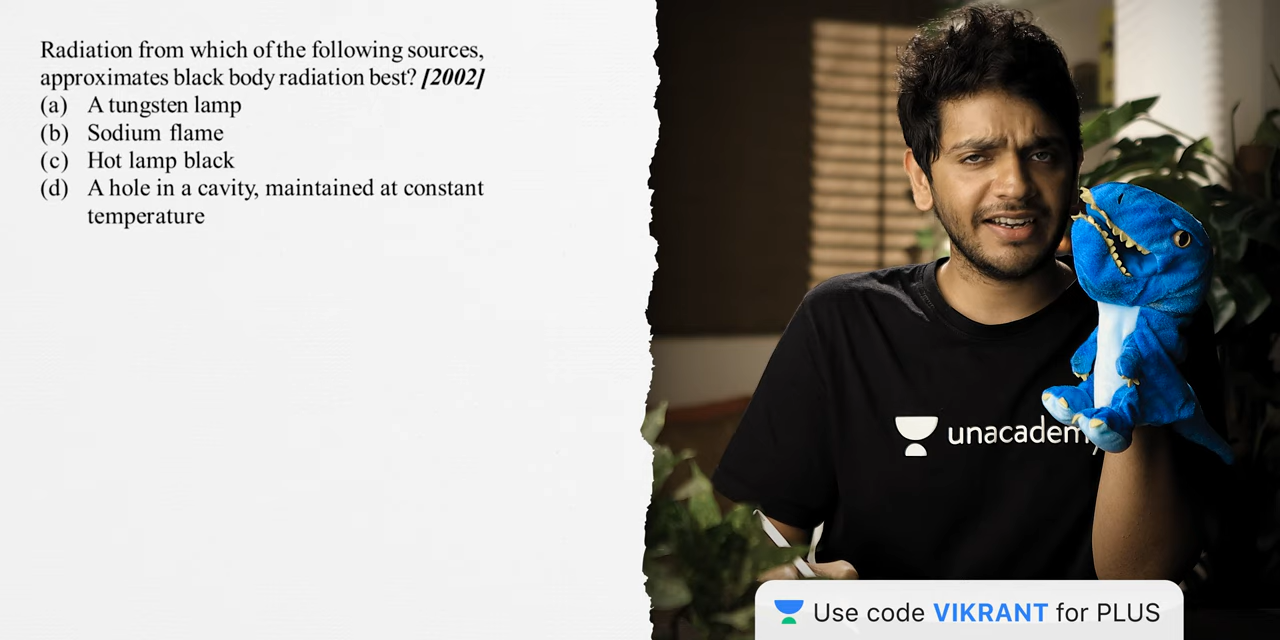 Radiation from which of the following sources,
approximates black body radiation best? [2002]
(a) A tungsten lamp
(b) Sodium flame
(c) Hot lamp black
(d) A hole in a cavity, maintained at constant
temperature
unacademy
Use code VIKRANT for PLUS